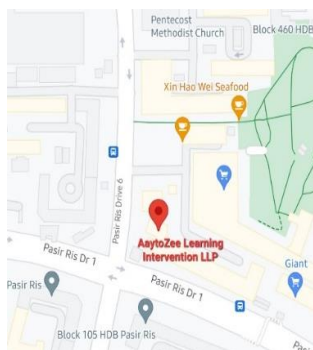 Pentecost
Methodist Church
Block 460 HDB
Xin Hao Wei Seafood
Pasir Ris Drive 6
AaytoZee Learning
Intervention LLP
Pasir Ris Dr 1
Giant
Pasir Ris
Pasir Ris Dr 1
Block 105 HDB Pasir Ris